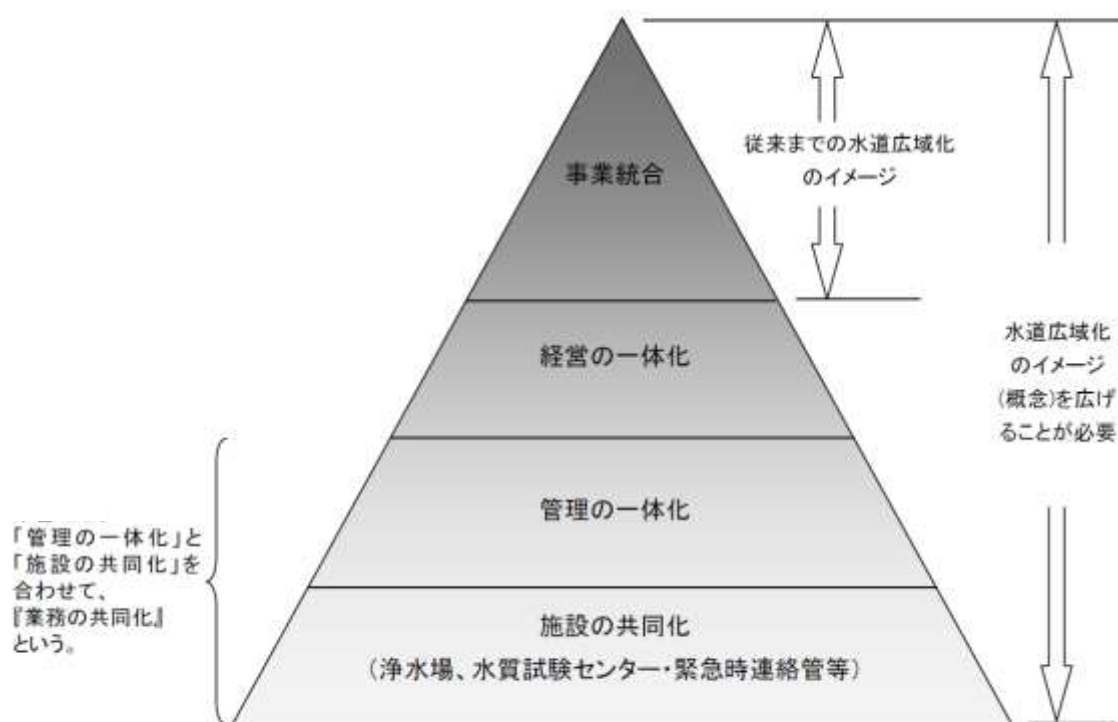 事業統合
従来までの水道広域化
のイメージ
経営の一体化
水道広域化
のイメージ
(概念)を広げ
ることが必要
管理の一体化
「管理の一体化」と
「施設の共同化」を
合わせて、
『業務の共同化』
という。
施設の共同化
（浄水場、水質試験センター・緊急時連絡管等）